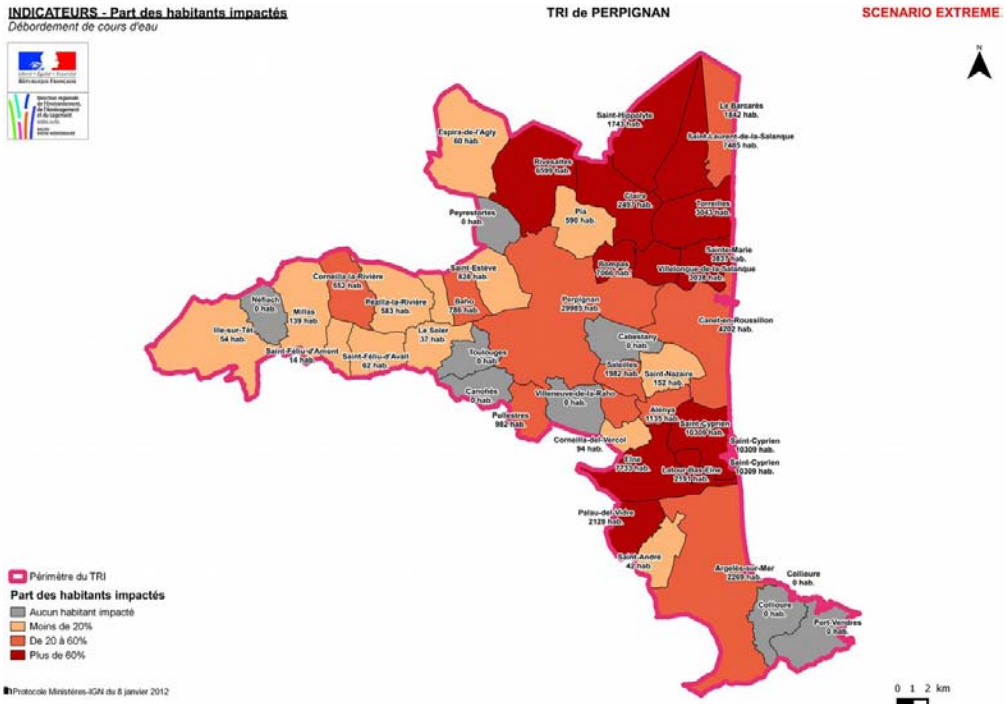 INDICATEURS - Part des habitants impactés
Débordement de cours d'eau
TRI de PERPIGNAN
SCENARIO EXTREME
N
Liberté • Égalité • Fraternité
RÉPUBLIQUE FRANÇAISE
Le Barcarès
1842 hab.
Saint-Hippolyte
1743 hab.
Espira-de-l'Agly
60 hab.
Saint-Laurent-de-la-Salanque
7485 hab.
Rivesaltes
6599 hab.
Claira
2497 hab.
Torreilles
3043 hab.
Peyrestortes
0 hab.
Pia
590 hab.
Sainte-Marie
3837 hab.
Bompas
7066 hab.
Villelongue-de-la-Salanque
3038 hab.
Saint-Estève
828 hab.
Corneilla-la-Rivière
652 hab.
Pézilla-la-Rivière
583 hab.
Baho
786 hab.
Perpignan
29985 hab.
Néfiach
0 hab.
Millas
139 hab.
Canet-en-Roussillon
4202 hab.
Ille-sur-Têt
54 hab.
Le Soler
37 hab.
Cabestany
0 hab.
Saint-Féliu-d'Amont
14 hab.
Saint-Féliu-d'Avall
62 hab.
Toulouges
0 hab.
Saleilles
1982 hab.
Saint-Nazaire
152 hab.
Canohès
0 hab.
Villeneuve-de-la-Raho
0 hab.
Pollestres
982 hab.
Alénya
1135 hab.
Saint-Cyprien
10309 hab.
Corneilla-del-Vercol
94 hab.
Saint-Cyprien
10309 hab.
Elne
7733 hab.
Latour-Bas-Elne
2191 hab.
Saint-Cyprien
10309 hab.
Palau-del-Vidre
2128 hab.
Saint-André
42 hab.
Argelès-sur-Mer
2269 hab.
Collioure
0 hab.
Collioure
0 hab.
Port-Vendres
0 hab.
Périmètre du TRI
Part des habitants impactés
Aucun habitant impacté
Moins de 20%
De 20 à 60%
Plus de 60%
Protocole Ministères-IGN du 8 janvier 2012
0 1 2 km